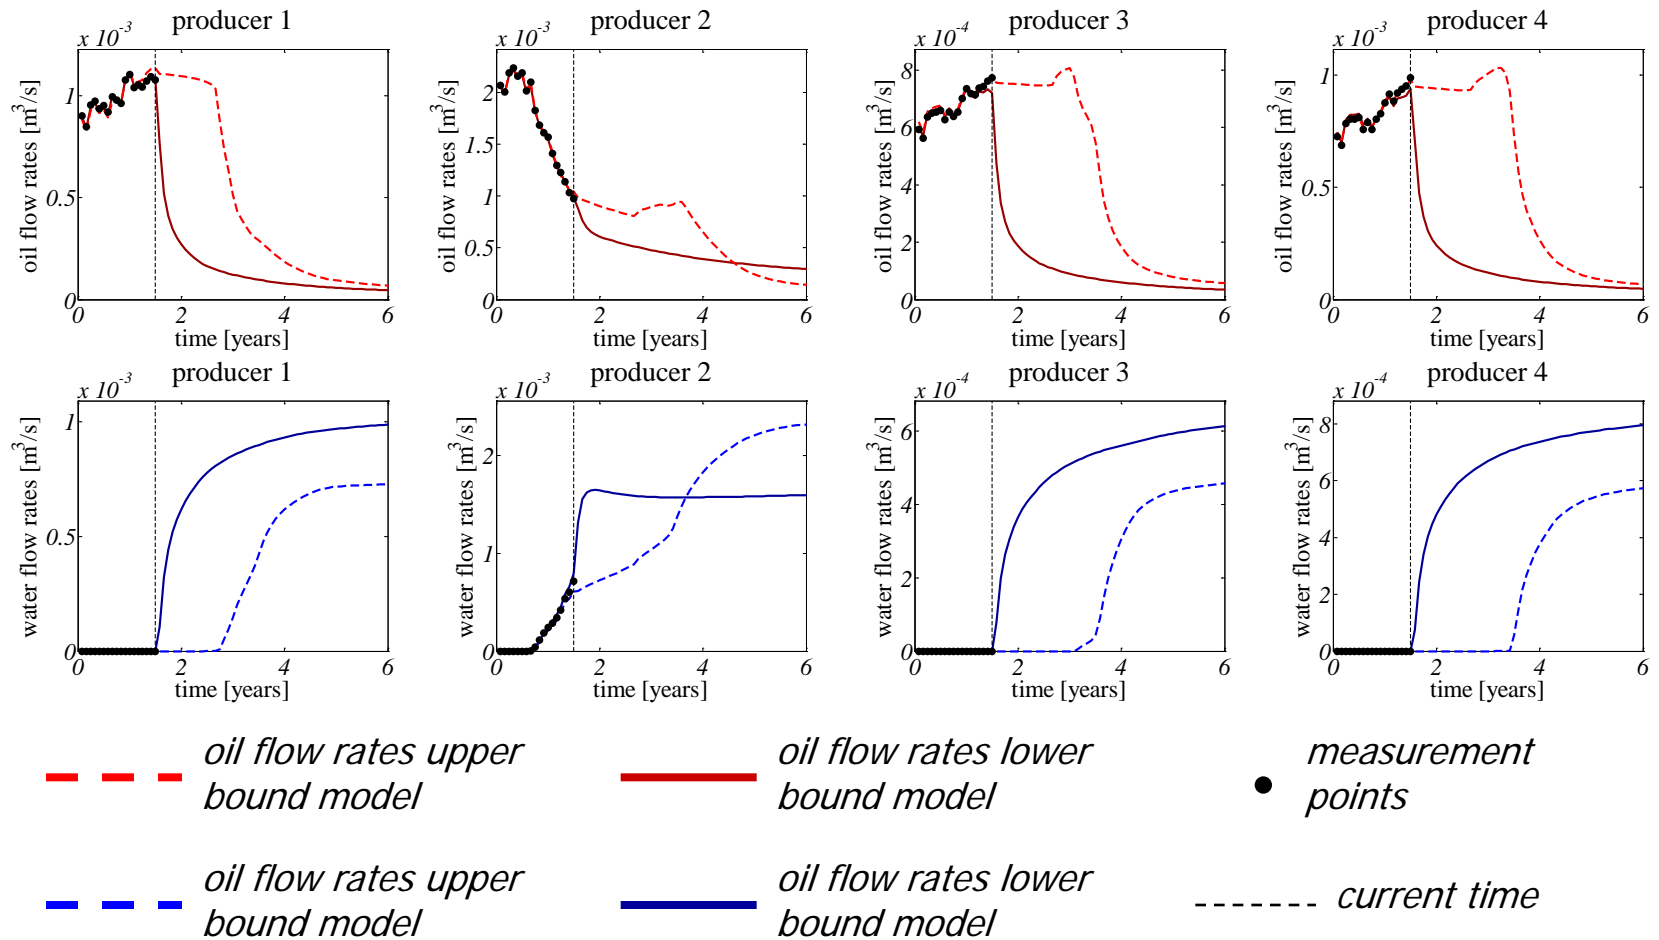 producer 1
x 10-3
oil flow rates [m3/s]
1
0.5
0
0 2 4 6
time [years]
producer 2
x 10-3
oil flow rates [m3/s]
2
1.5
1
0.5
0
0 2 4 6
time [years]
producer 3
x 10-4
oil flow rates [m3/s]
8
6
4
2
0
0 2 4 6
time [years]
producer 4
x 10-3
oil flow rates [m3/s]
1
0.5
0
0 2 4 6
time [years]
producer 1
x 10-3
water flow rates [m3/s]
1
0.5
0
0 2 4 6
time [years]
producer 2
x 10-3
water flow rates [m3/s]
2
1
0
0 2 4 6
time [years]
producer 3
x 10-4
water flow rates [m3/s]
6
4
2
0
0 2 4 6
time [years]
producer 4
x 10-4
water flow rates [m3/s]
8
6
4
2
0
0 2 4 6
time [years]
oil flow rates upper
bound model
oil flow rates lower
bound model
measurement
points
oil flow rates upper
bound model
oil flow rates lower
bound model
current time